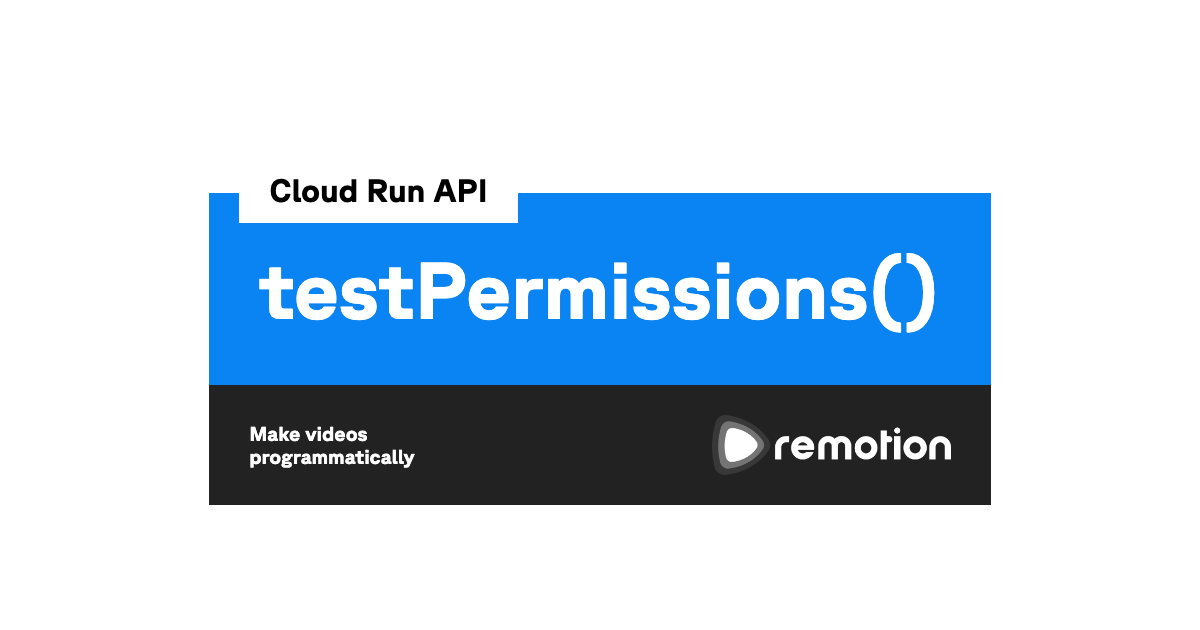 Cloud Run API
testPermissions()
Make videos
programmatically
remotion